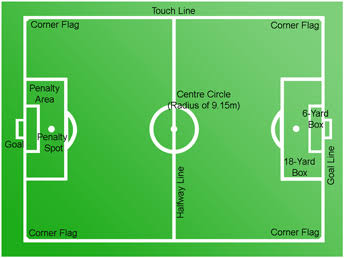 Touch Line
Corner Flag
Corner Flag
Penalty
Area
Centre Circle
(Radius of 9.15m)
6-Yard
Box
Goal
Penalty
Spot
18-Yard
Box
Goal Line
Halfway Line
Corner Flag
Corner Flag